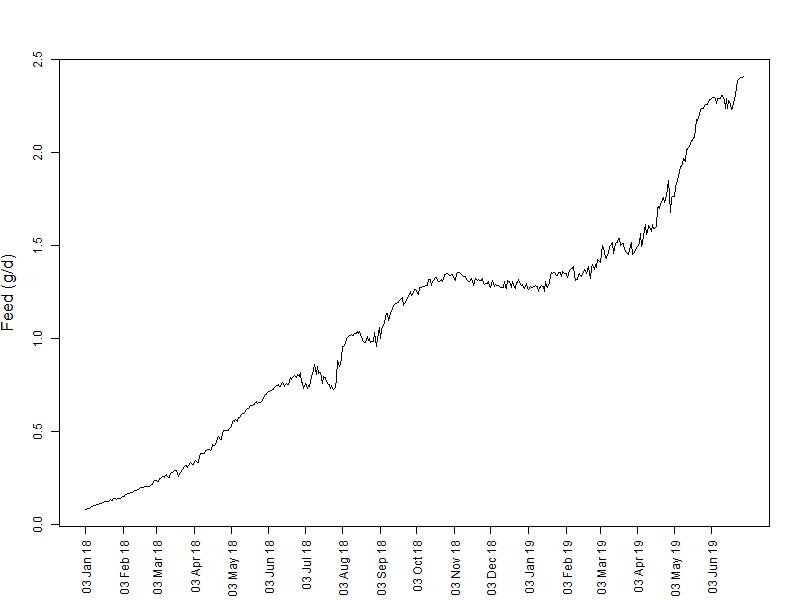 Feed (g/d)
2.5
2.0
1.5
1.0
0.5
0.0
03 Jan 18
03 Feb 18
03 Mar 18
03 Apr 18
03 May 18
03 Jun 18
03 Jul 18
03 Aug 18
03 Sep 18
03 Oct 18
03 Nov 18
03 Dec 18
03 Jan 19
03 Feb 19
03 Mar 19
03 Apr 19
03 May 19
03 Jun 19